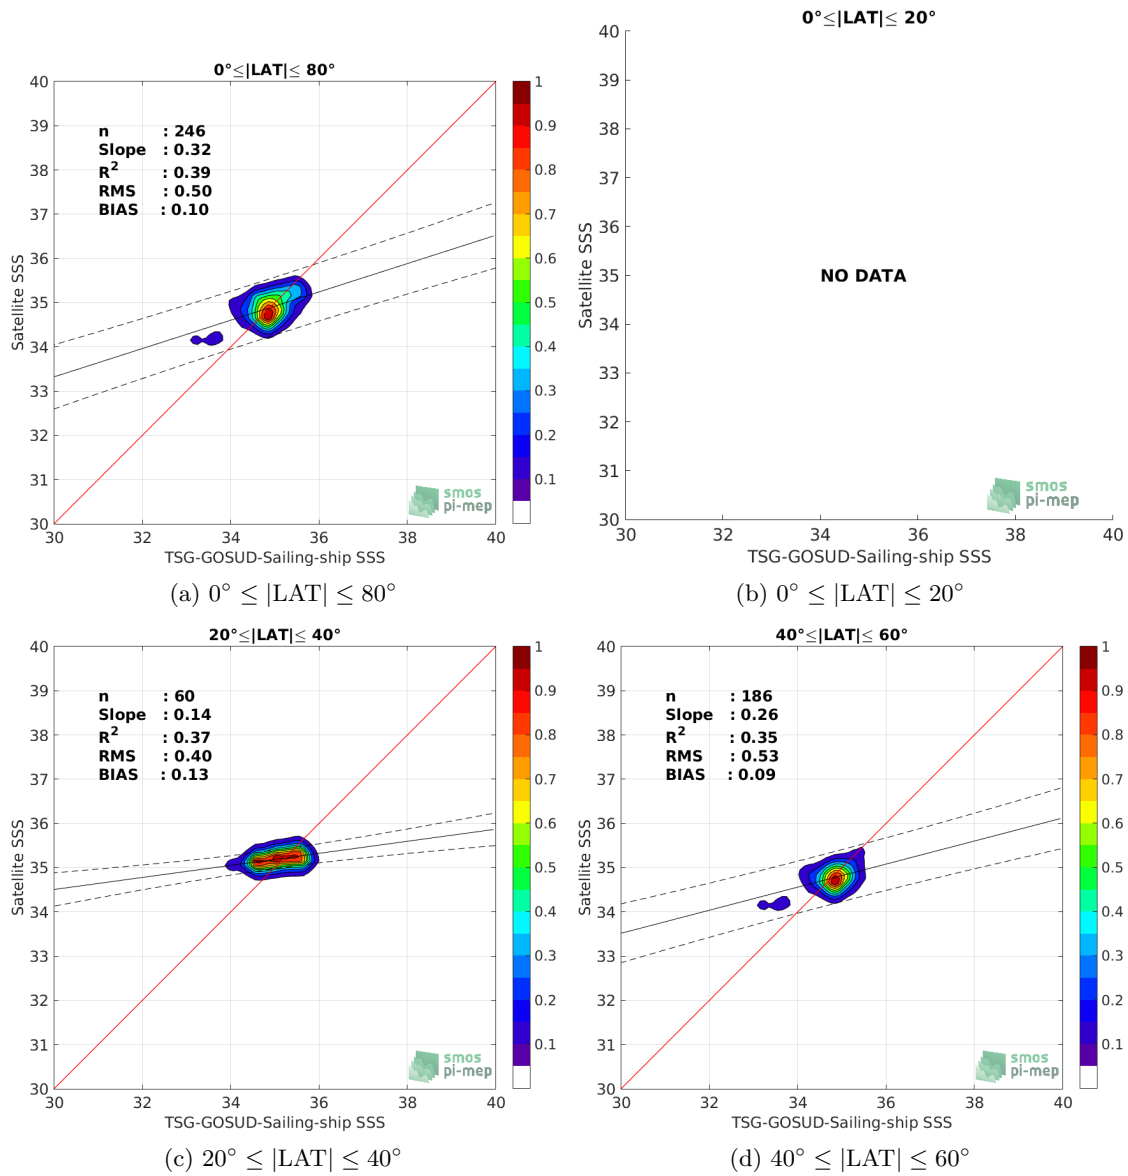 0°≤|LAT|≤ 80°
40
39
38
37
36
35
34
33
32
31
30
Satellite SSS
n : 246
Slope : 0.32
R2 : 0.39
RMS : 0.50
BIAS : 0.10
smos
pi-mep
30 32 34 36 38 40
TSG-GOSUD-Sailing-ship SSS
1
0.9
0.8
0.7
0.6
0.5
0.4
0.3
0.2
0.1
(a) 0° ≤ |LAT| ≤ 80°
0°≤|LAT|≤ 20°
40
39
38
37
36
35
34
33
32
31
30
Satellite SSS
NO DATA
smos
pi-mep
30 32 34 36 38 40
TSG-GOSUD-Sailing-ship SSS
(b) 0° ≤ |LAT| ≤ 20°
20°≤|LAT|≤ 40°
40
39
38
37
36
35
34
33
32
31
30
Satellite SSS
n : 60
Slope : 0.14
R2 : 0.37
RMS : 0.40
BIAS : 0.13
smos
pi-mep
30 32 34 36 38 40
TSG-GOSUD-Sailing-ship SSS
1
0.9
0.8
0.7
0.6
0.5
0.4
0.3
0.2
0.1
(c) 20° ≤ |LAT| ≤ 40°
40°≤|LAT|≤ 60°
40
39
38
37
36
35
34
33
32
31
30
Satellite SSS
n : 186
Slope : 0.26
R2 : 0.35
RMS : 0.53
BIAS : 0.09
smos
pi-mep
30 32 34 36 38 40
TSG-GOSUD-Sailing-ship SSS
1
0.9
0.8
0.7
0.6
0.5
0.4
0.3
0.2
0.1
(d) 40° ≤ |LAT| ≤ 60°